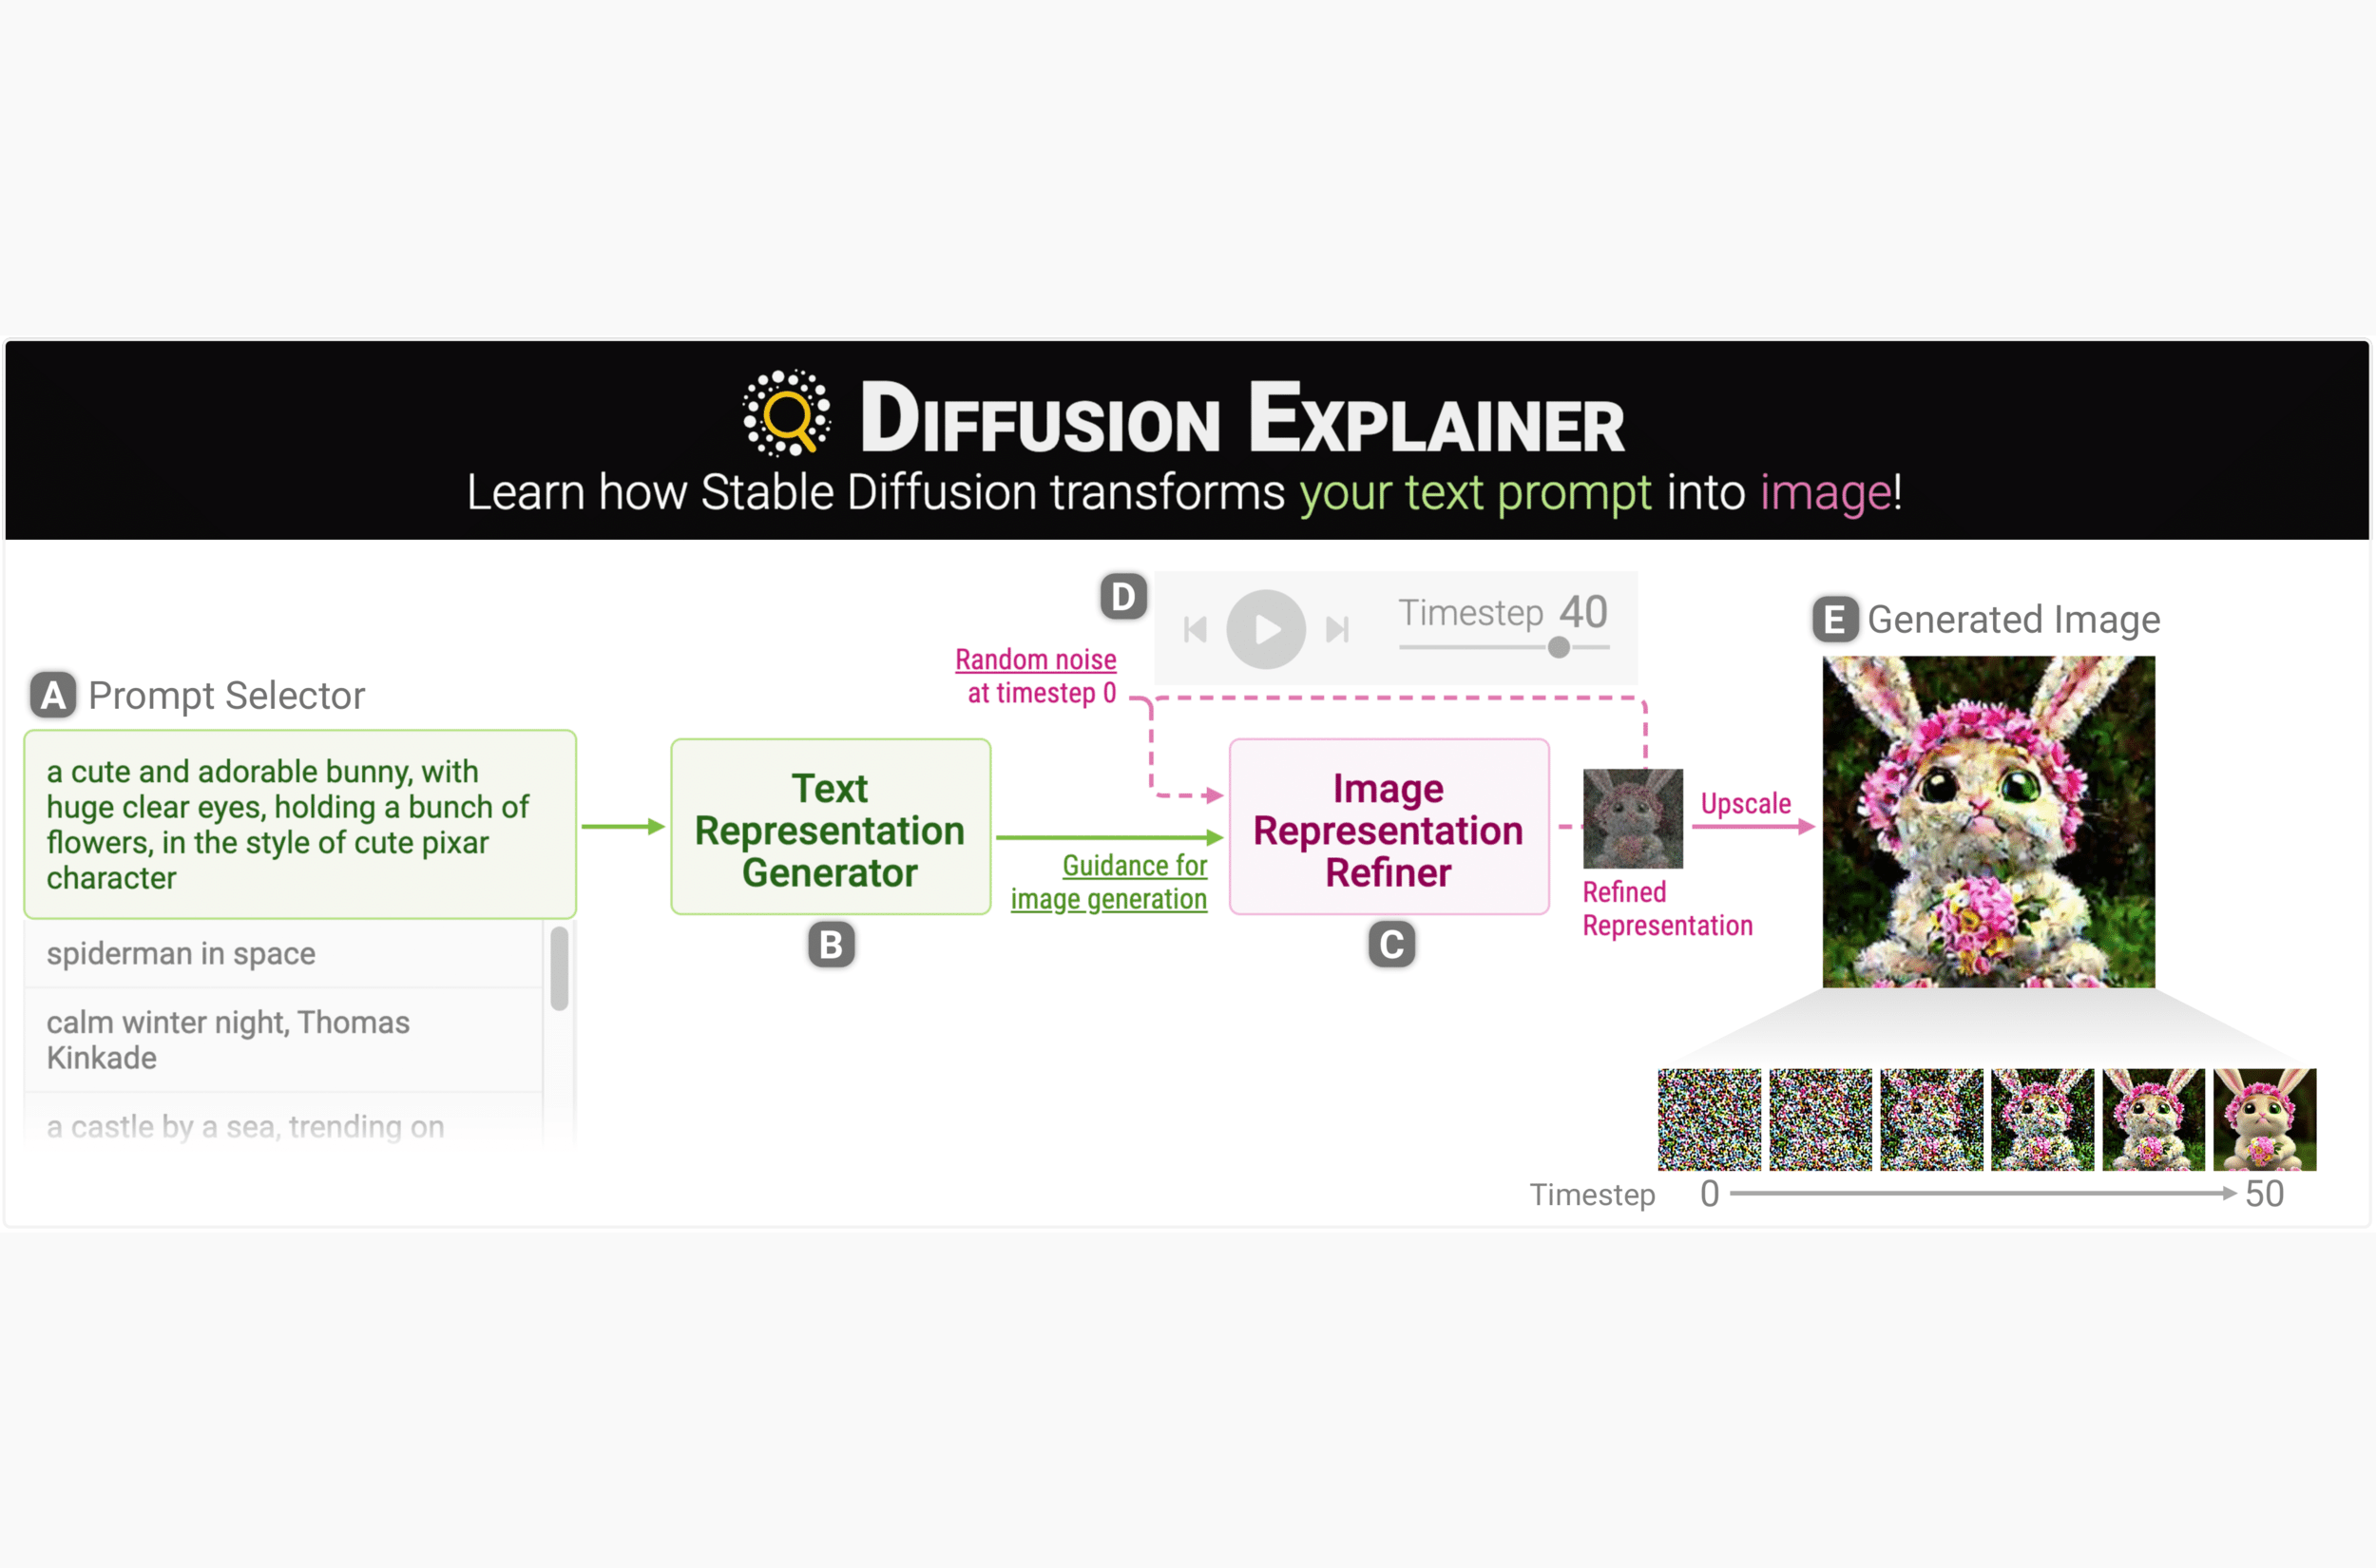 DIFFUSION EXPLAINER
Learn how Stable Diffusion transforms your text prompt into image!
A Prompt Selector
a cute and adorable bunny, with
huge clear eyes, holding a bunch of
flowers, in the style of cute pixar
character
spiderman in space
calm winter night, Thomas
Kinkade
a castle by a sea, trending on
Text
Representation
Generator
B
Guidance for
image generation
Random noise
at timestep 0
D
Timestep 40
Image
Representation
Refiner
C
Refined
Representation
Upscale
E Generated Image
Timestep 0 50